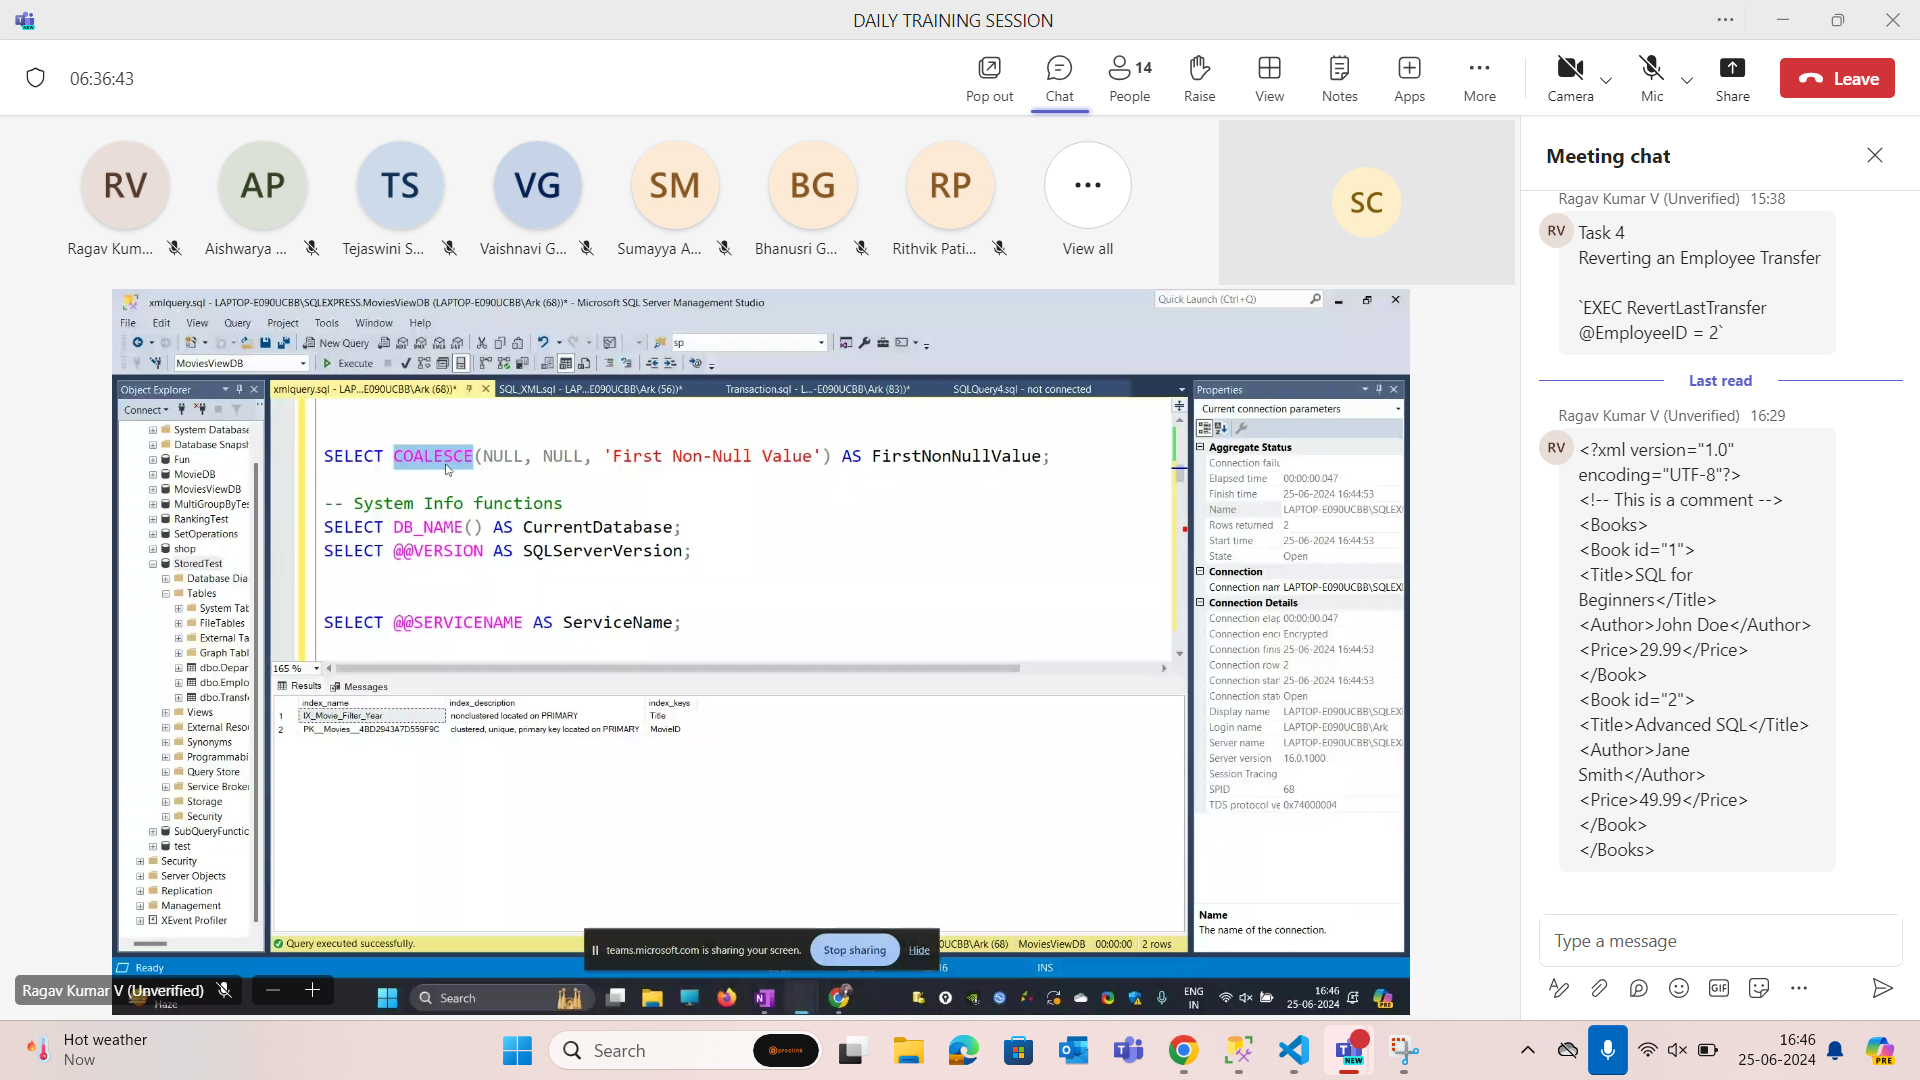 DAILY TRAINING SESSION
06:36:43
Pop out
Chat
14
People
Raise
View
Notes
Apps
More
Camera
Mic
Share
Leave
RV
AP
TS
VG
SM
BG
RP
SC
Ragav Kum...
Aishwarya ...
Tejaswini S...
Vaishnavi G...
Sumayya A...
Bhanusri G...
Rithvik Pati...
View all
Meeting chat
Ragav Kumar V (Unverified) 15:38
RV
Task 4
Reverting an Employee Transfer
`EXEC RevertLastTransfer
@EmployeeID = 2`
Last read
Ragav Kumar V (Unverified) 16:29
RV
<?xml version="1.0"
encoding="UTF-8"?>
<!-- This is a comment -->
<Books>
<Book id="1">
<Title>SQL for
Beginners</Title>
<Author>John Doe</Author>
<Price>29.99</Price>
</Book>
<Book id="2">
<Title>Advanced SQL</Title>
<Author>Jane
Smith</Author>
<Price>49.99</Price>
</Book>
</Books>
Type a message
xmlquery.sql - LAPTOP-E090UCBB\SQLEXPRESS.MoviesViewDB (LAPTOP-E090UCBB\Ark (68))* - Microsoft SQL Server Management Studio
Quick Launch (Ctrl+Q)
File Edit View Query Project Tools Window Help
New Query
sp
MoviesViewDB
Execute
Object Explorer
Connect
System Database
Database Snapsh
Fun
MovieDB
MoviesViewDB
MultiGroupByTes
RankingTest
SetOperations
shop
StoredTest
Database Dia
Tables
System Tab
FileTables
External Ta
Graph Tabl
dbo.Depar
dbo.Emplo
dbo.Transf
Views
External Reso
Synonyms
Programmabi
Query Store
Service Broker
Storage
Security
SubQueryFunctic
test
Security
Server Objects
Replication
Management
XEvent Profiler
xmlquery.sql - LAP...E090UCBB\Ark (68))*
SQL_XML.sql - LAP...E090UCBB\Ark (56))*
Transaction.sql - L...-E090UCBB\Ark (83))*
SQLQuery4.sql - not connected
SELECT COALESCE(NULL, NULL, 'First Non-Null Value') AS FirstNonNullValue;
-- System Info functions
SELECT DB_NAME() AS CurrentDatabase;
SELECT @@VERSION AS SQLServerVersion;
SELECT @@SERVICENAME AS ServiceName;
165 %
Results
Messages
index_name index_description index_keys
1 IX_Movie_Filter_Year nonclustered located on PRIMARY Title
2 PK__Movies__4BD2943A7D559F9C clustered, unique, primary key located on PRIMARY MovieID
Query executed successfully.
UCBB\Ark (68) MoviesViewDB 00:00:00 2 rows
Properties
Current connection parameters
Aggregate Status
Connection failu
Elapsed time 00:00:00.047
Finish time 25-06-2024 16:44:53
Name LAPTOP-E090UCBB\SQLEXI
Rows returned 2
Start time 25-06-2024 16:44:53
State Open
Connection
Connection nam LAPTOP-E090UCBB\SQLEXI
Connection Details
Connection elap 00:00:00.047
Connection encr Encrypted
Connection finis 25-06-2024 16:44:53
Connection row 2
Connection star 25-06-2024 16:44:53
Connection stat Open
Display name LAPTOP-E090UCBB\SQLEXI
Login name LAPTOP-E090UCBB\Ark
Server name LAPTOP-E090UCBB\SQLEXI
Server version 16.0.1000
Session Tracing
SPID 68
TDS protocol ve 0x74000004
Name
The name of the connection.
teams.microsoft.com is sharing your screen.
Stop sharing
Hide
Ready
16
INS
Ragav Kumar V (Unverified)
Haze
Search
ENG
IN
16:46
25-06-2024
Hot weather
Now
Search
proclink
NEW
16:46
25-06-2024
PRE
GIF